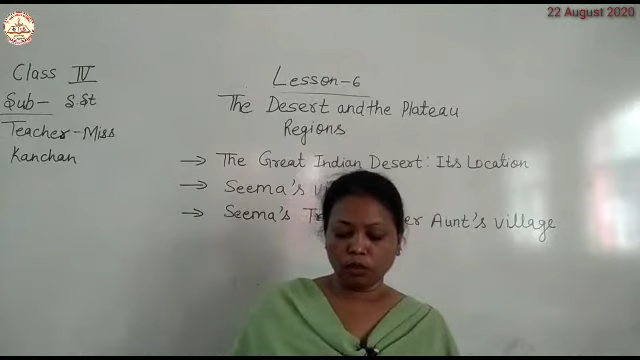 22 August 2020
Class IV
Sub- S.St
Teacher-Miss
Kanchan
Lesson-6
The Desert and the Plateau
Regions
→ The Great Indian Desert: Its Location
→ Seema's
→ Seema's Aunt's village